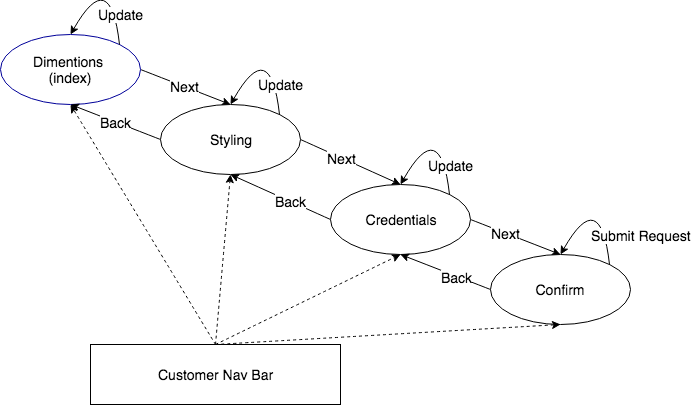 Update
Dimentions
(index)
Next
Update
Back
Styling
Next
Update
Back
Credentials
Next
Submit Request
Back
Confirm
Customer Nav Bar